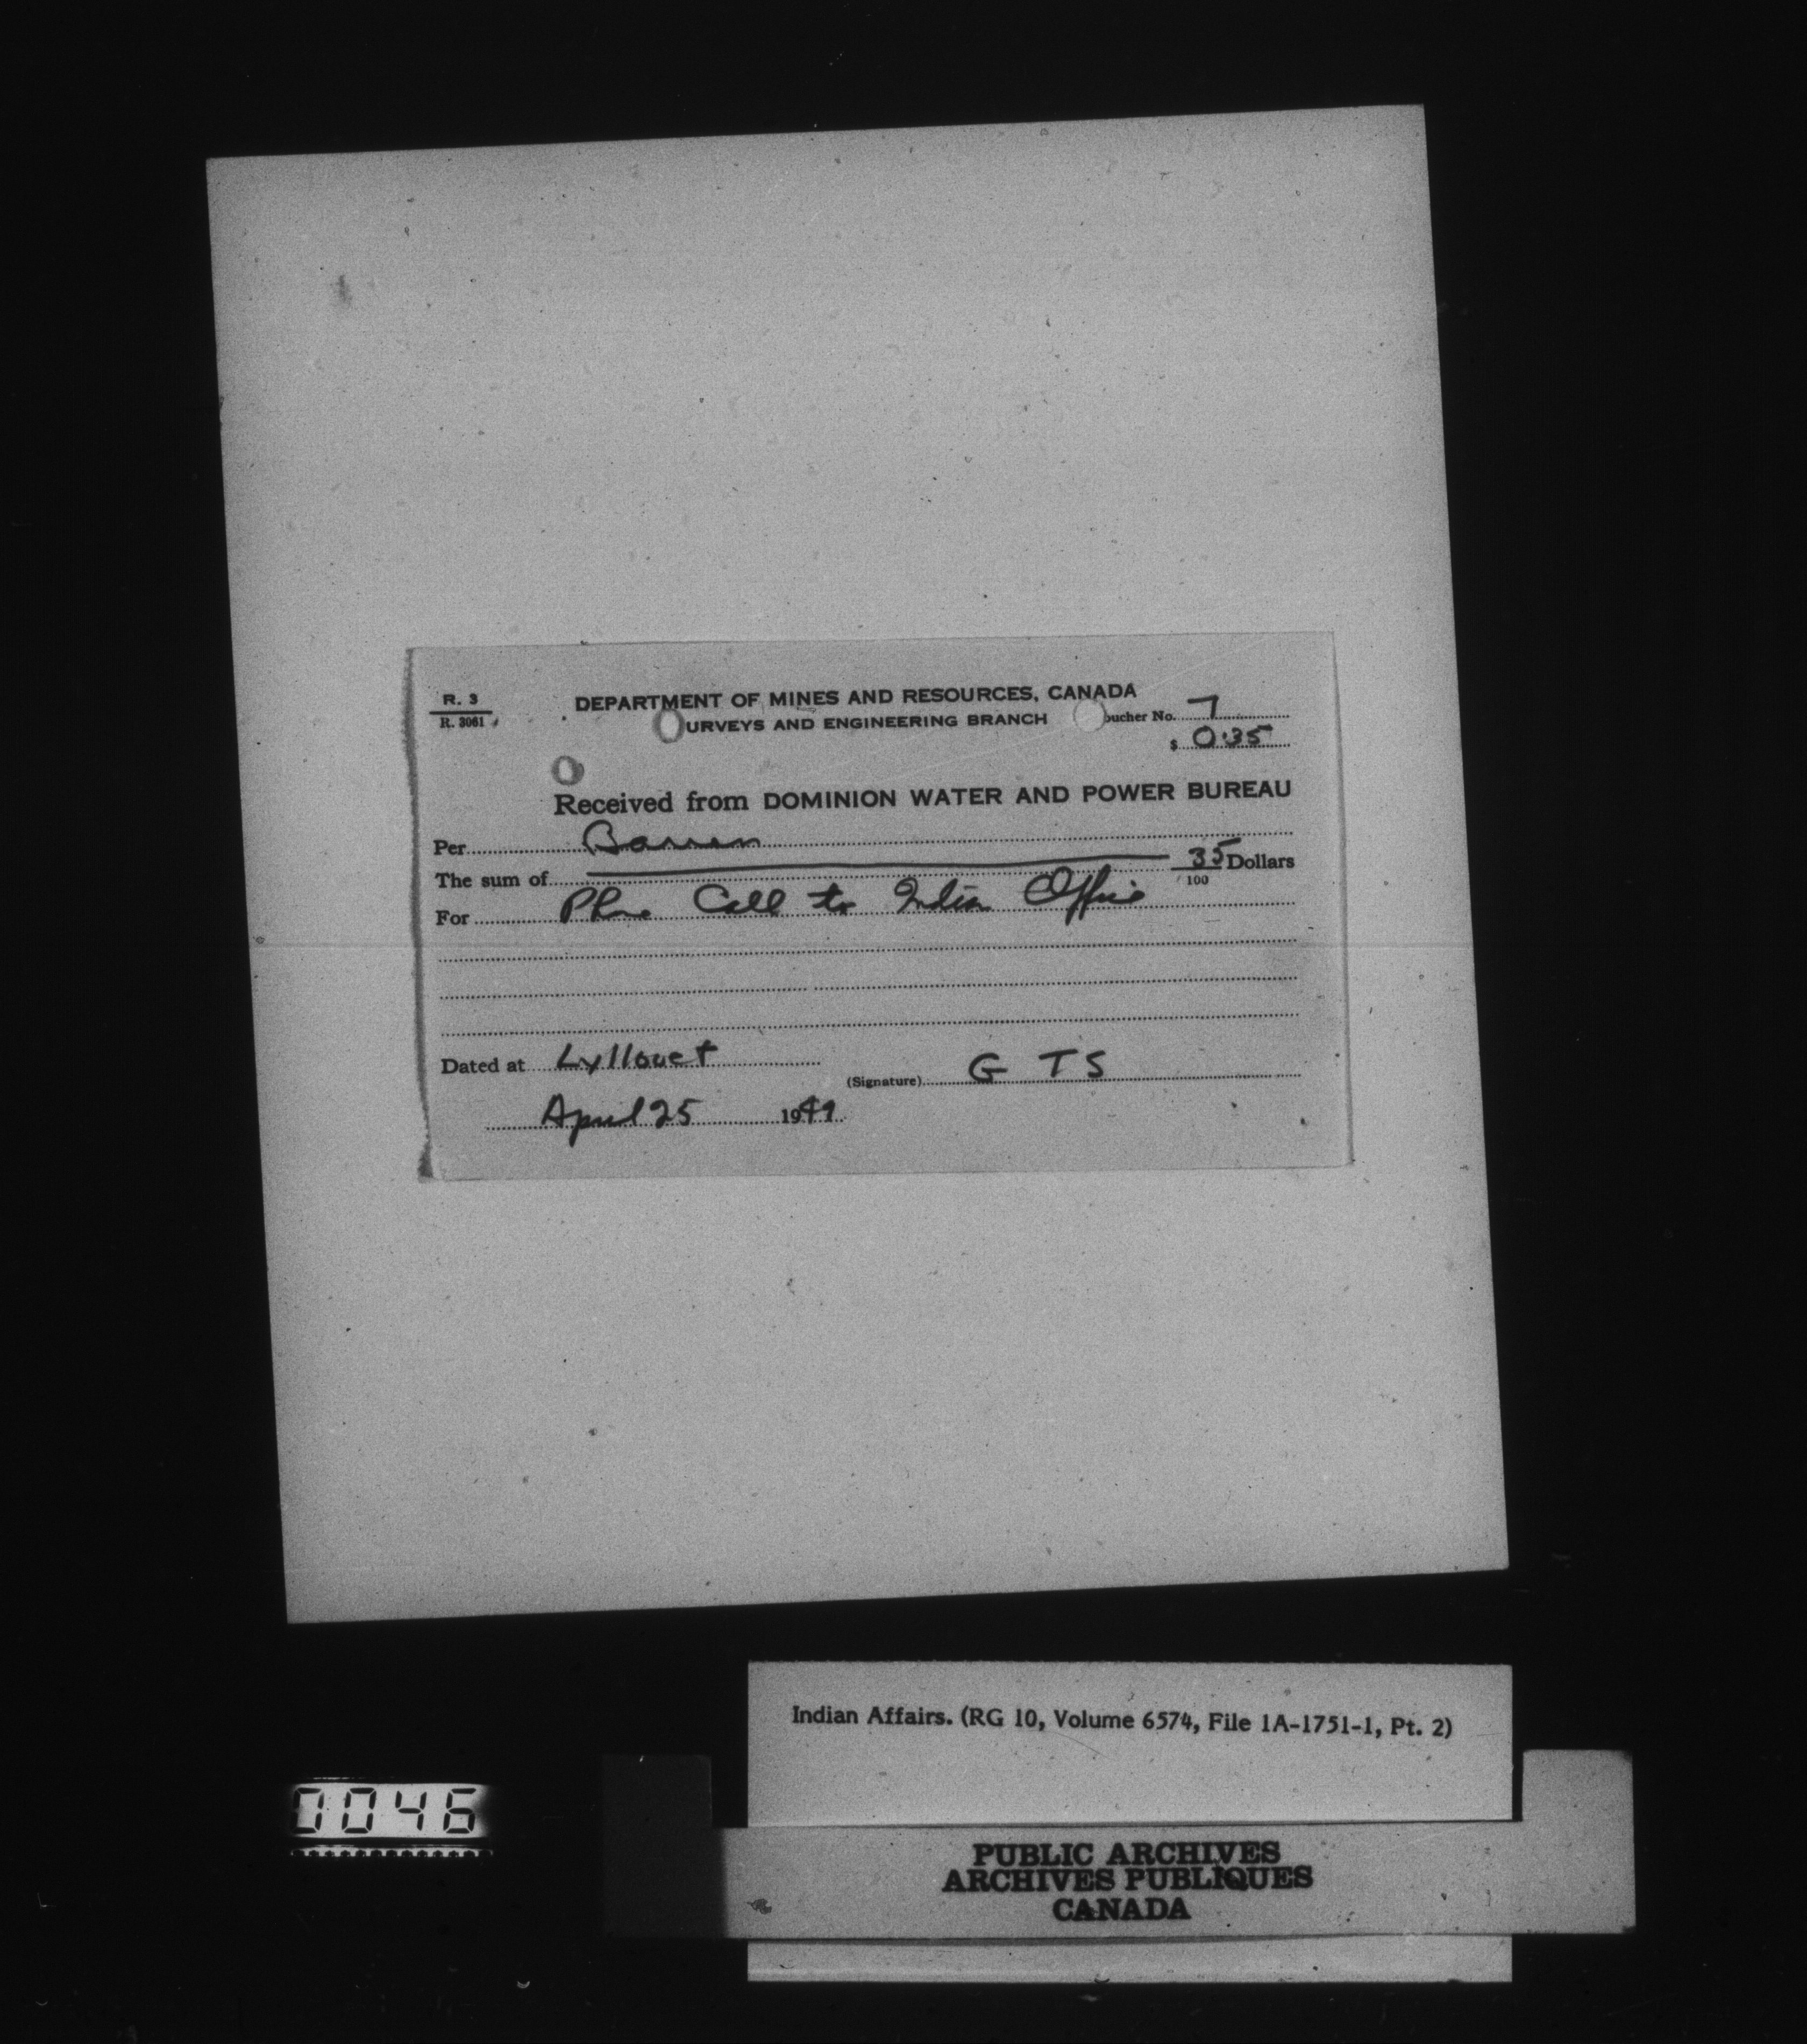 R. 3
R. 3061
DEPARTMENT OF MINES AND RESOURCES, CANADA
URVEYS AND ENGINEERING BRANCH
oucher No. 7
$ 0.35
Received from DOMINION WATER AND POWER BUREAU
Per
The sum of 35/100 Dollars
For Phone Call to Indian Office
Dated at Lyllouet
(Signature) G T S
April 25 1949
Indian Affairs. (RG 10, Volume 6574, File 1A-1751-1, Pt. 2)
0046
PUBLIC ARCHIVES
ARCHIVES PUBLIQUES
CANADA